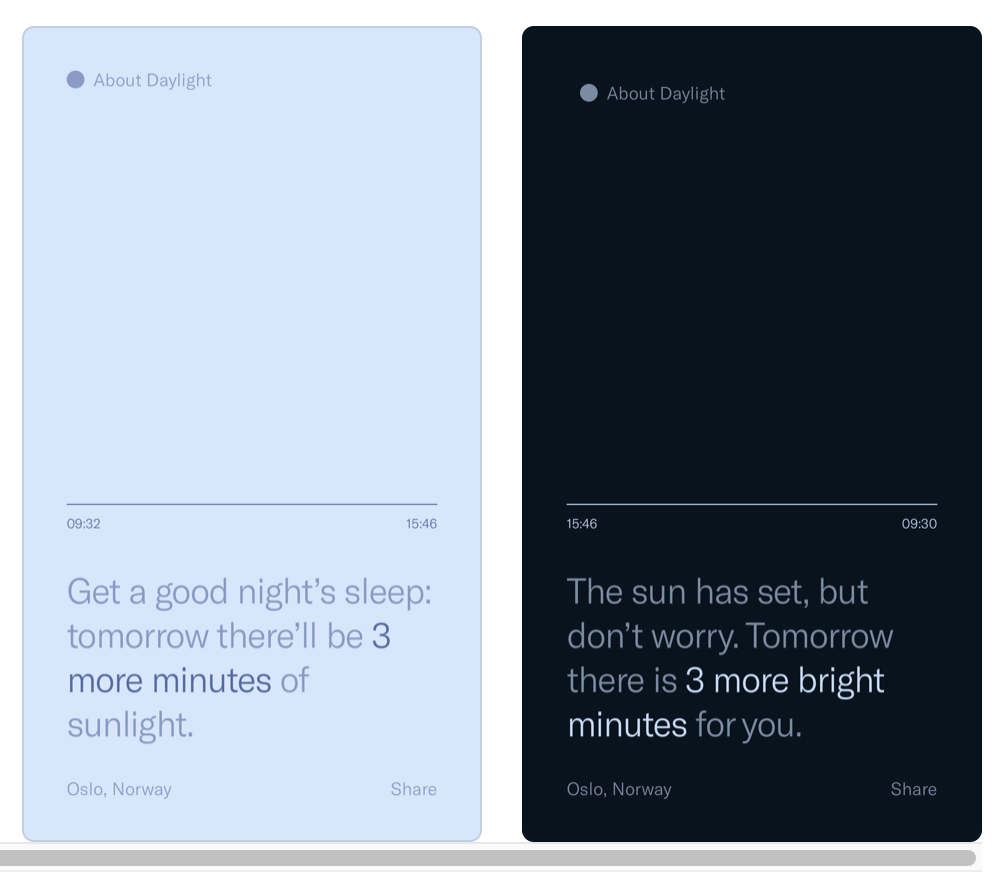 About Daylight
09:32
15:46
Get a good night’s sleep:
tomorrow there’ll be 3
more minutes of
sunlight.
Oslo, Norway
Share
About Daylight
15:46
09:30
The sun has set, but
don’t worry. Tomorrow
there is 3 more bright
minutes for you.
Oslo, Norway
Share